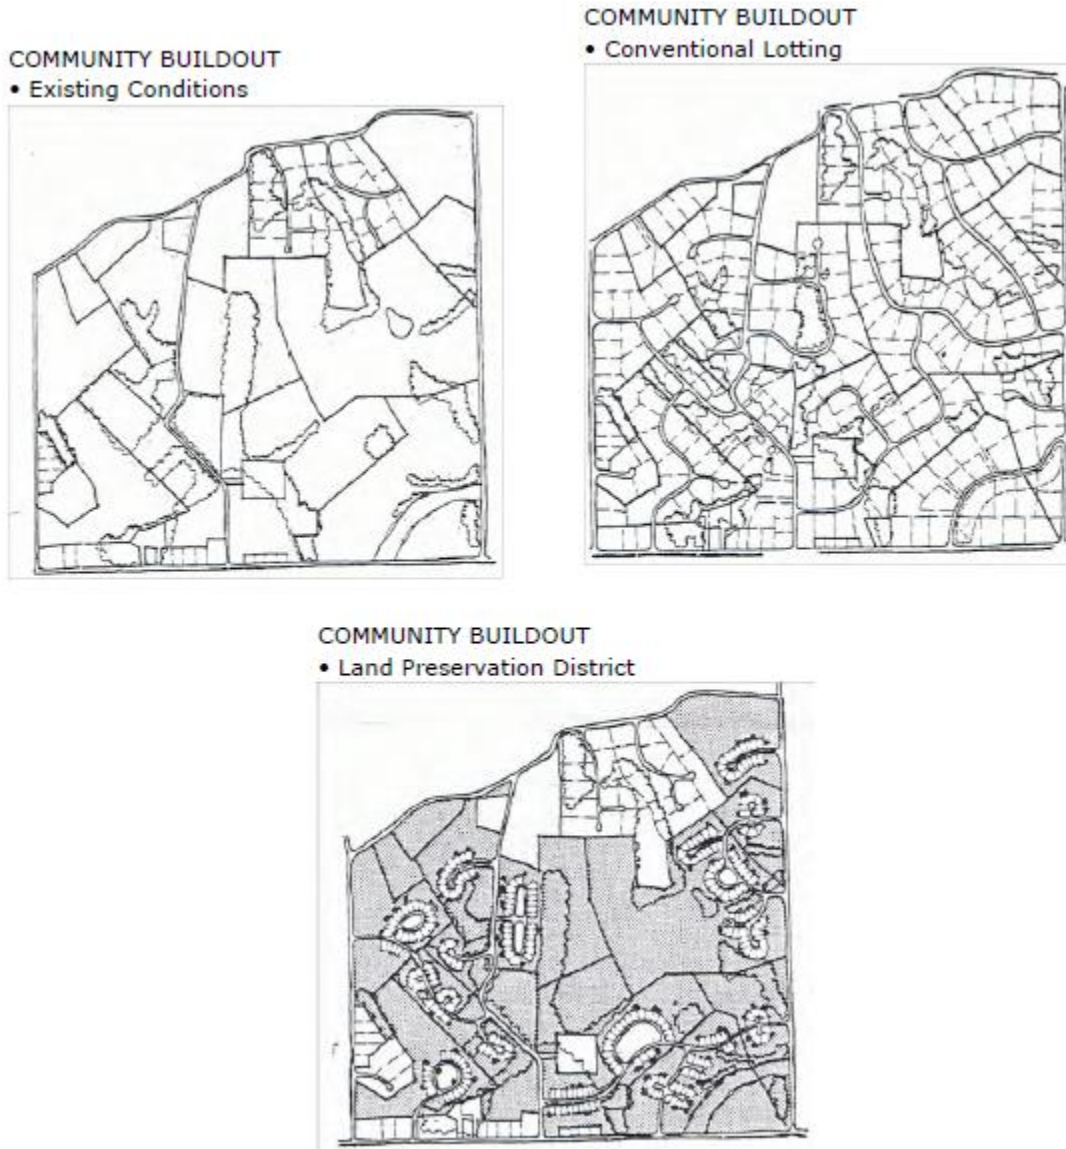 COMMUNITY BUILDOUT
• Existing Conditions
COMMUNITY BUILDOUT
• Conventional Lotting
COMMUNITY BUILDOUT
• Land Preservation District